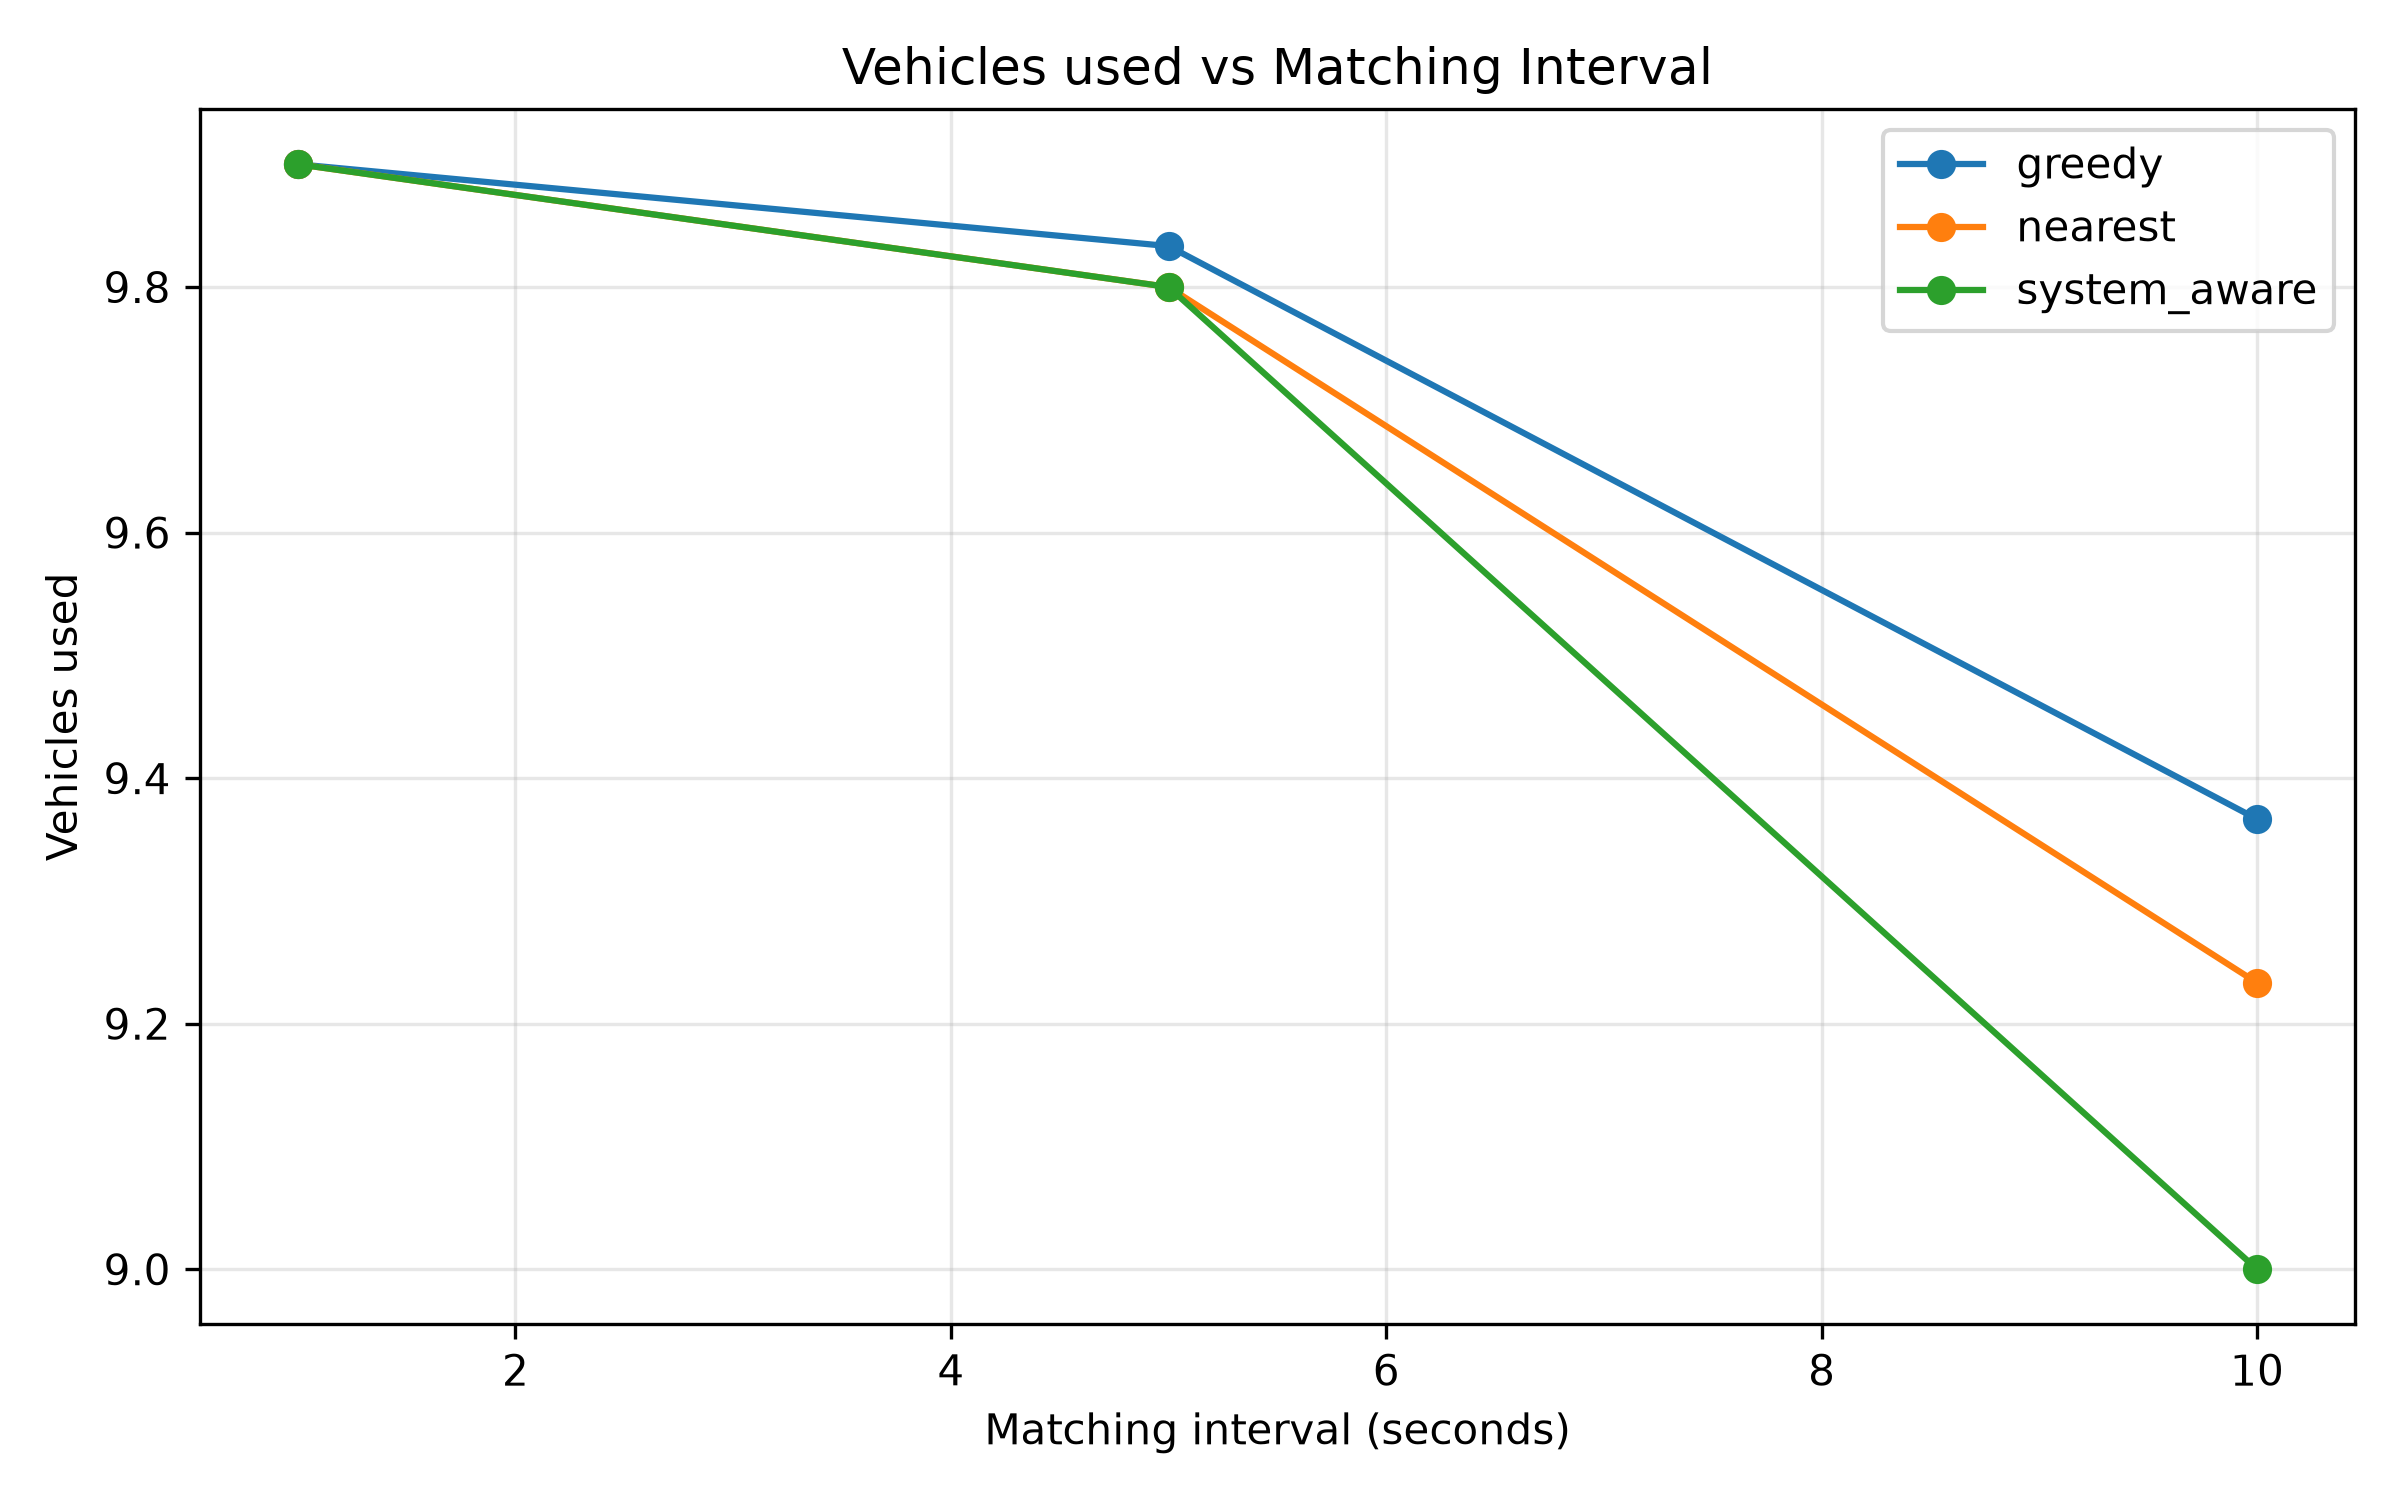 Vehicles used vs Matching Interval
greedy
nearest
system_aware
Vehicles used
9.8
9.6
9.4
9.2
9.0
2 4 6 8 10
Matching interval (seconds)